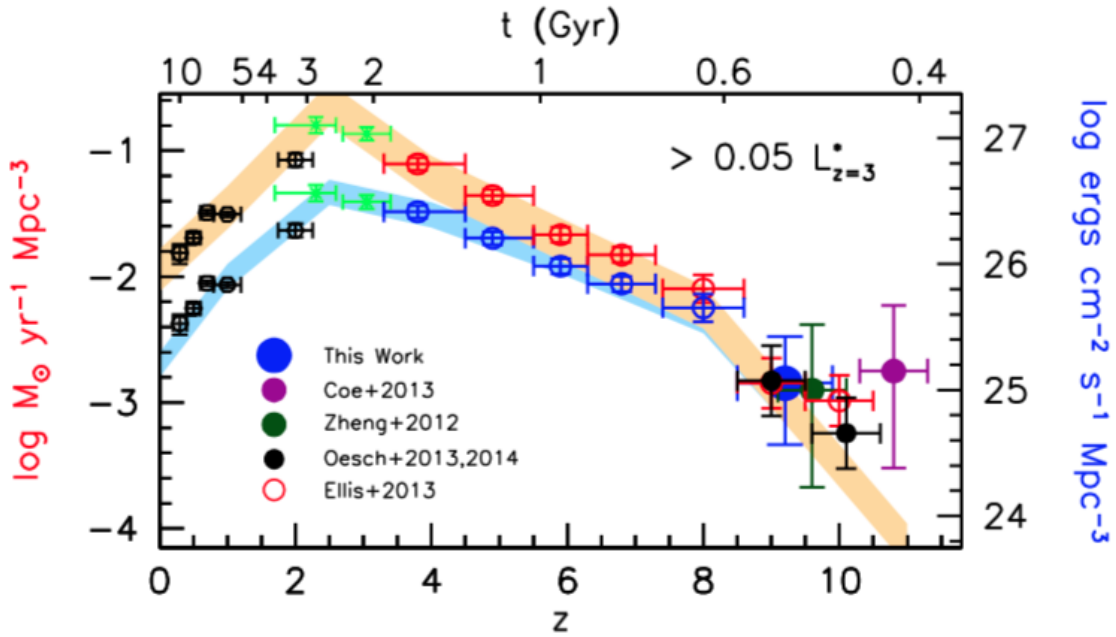 t (Gyr)
10 54 3 2 1 0.6 0.4
log M⊙ yr⁻¹ Mpc⁻³
-1
-2
-3
-4
> 0.05 L*z=3
This Work
Coe+2013
Zheng+2012
Oesch+2013,2014
Ellis+2013
27
26
25
24
log ergs cm⁻² s⁻¹ Mpc⁻³
0 2 4 6 8 10
z